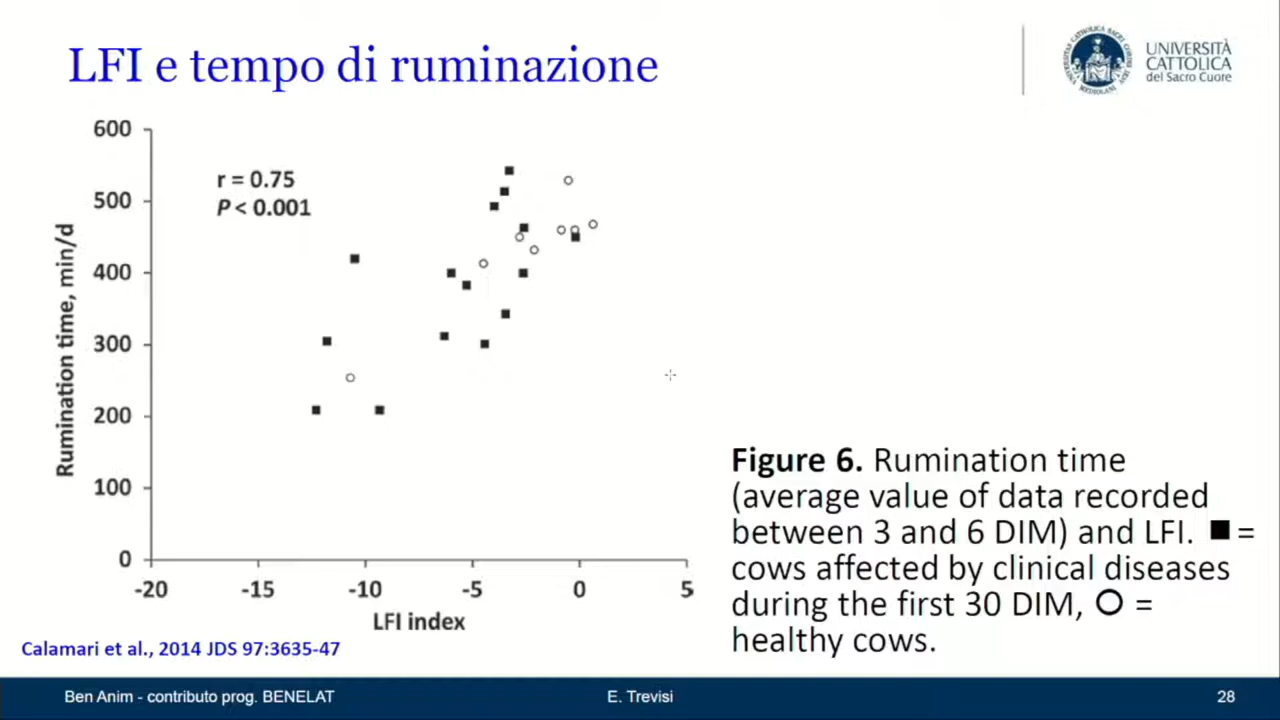 LFI e tempo di ruminazione
UNIVERSITÀ
CATTOLICA
del Sacro Cuore
600
500
400
300
200
100
0
Rumination time, min/d
r = 0.75
P < 0.001
-20
-15
-10
-5
0
5
LFI index
Figure 6. Rumination time
(average value of data recorded
between 3 and 6 DIM) and LFI. ■ =
cows affected by clinical diseases
during the first 30 DIM, O =
healthy cows.
Calamari et al., 2014 JDS 97:3635-47
Ben Anim - contributo prog. BENELAT
E. Trevisi
28